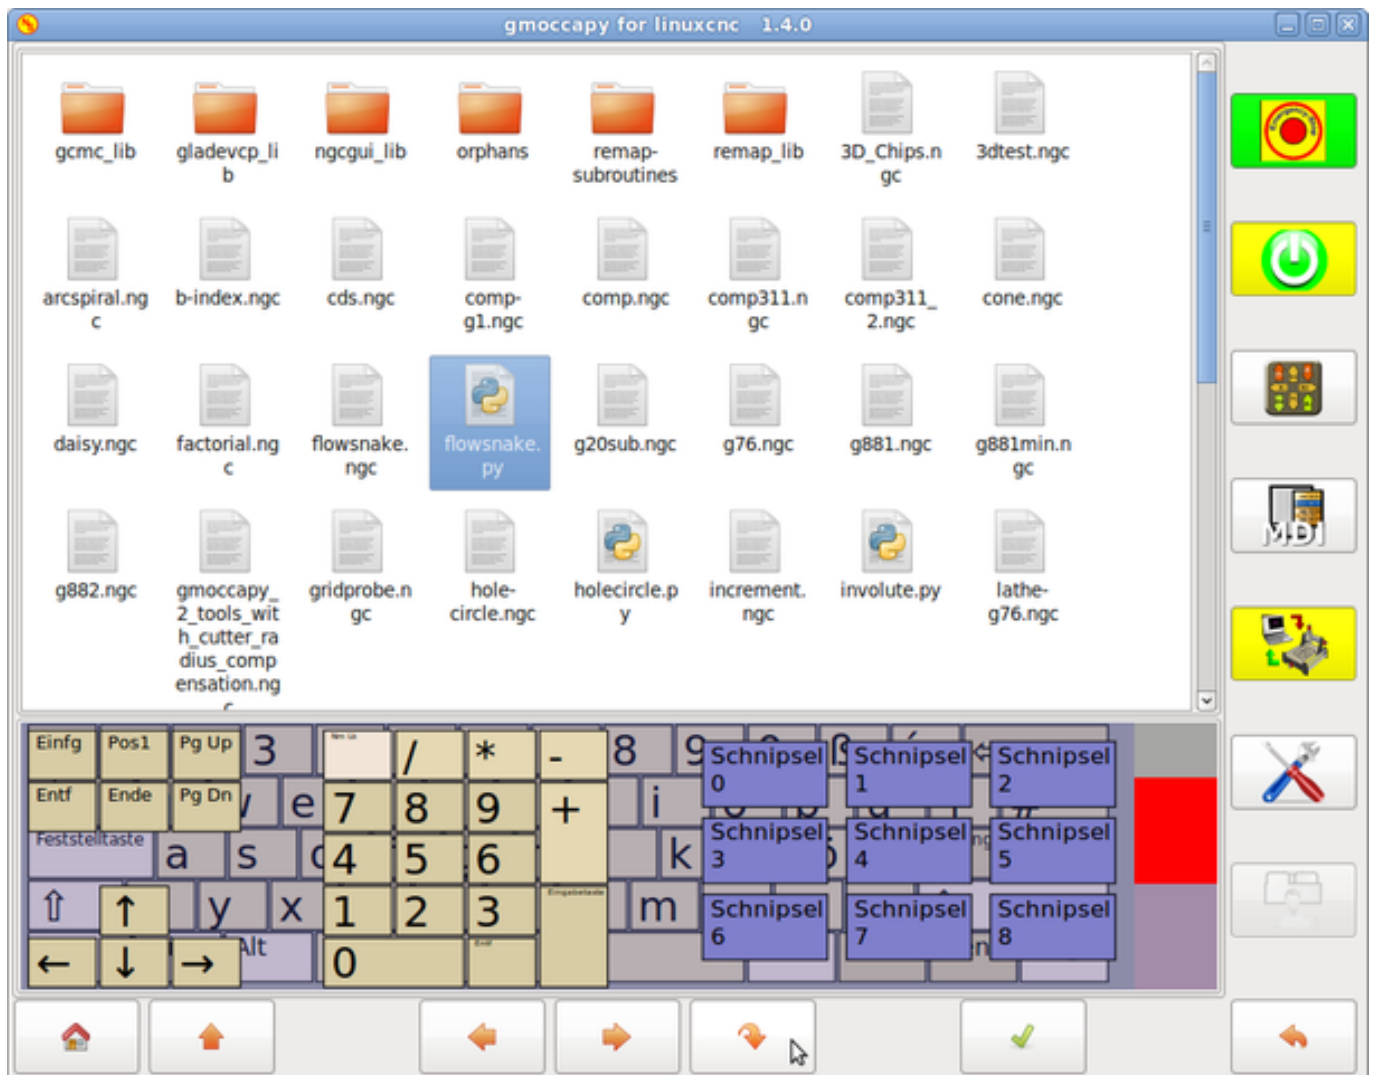 gmoccapy for linuxcnc 1.4.0
gcmc_lib
gladevcp_li
b
ngcgui_lib
orphans
remap-
subroutines
remap_lib
3D_Chips.n
gc
3dtest.ngc
arcspiral.ng
c
b-index.ngc
cds.ngc
comp-
g1.ngc
comp.ngc
comp311.n
gc
comp311_
2.ngc
cone.ngc
daisy.ngc
factorial.ng
c
flowsnake.
ngc
flowsnake.
py
g20sub.ngc
g76.ngc
g881.ngc
g881min.n
gc
g882.ngc
gmoccapy_
2_tools_wit
h_cutter_ra
dius_comp
ensation.ng
c
gridprobe.n
gc
hole-
circle.ngc
holecircle.p
y
increment.
ngc
involute.py
lathe-
g76.ngc
MDI
Einfg Pos1 Pg Up 3 / * - 8 9 ß
Entf Ende Pg Dn e 7 8 9 + i
Feststelltaste a s 4 5 6 k
⇧ ↑ y x 1 2 3 Eingabetaste m
← ↓ → Alt 0 Entf
Schnipsel
0
Schnipsel
1
Schnipsel
2
Schnipsel
3
Schnipsel
4
Schnipsel
5
Schnipsel
6
Schnipsel
7
Schnipsel
8